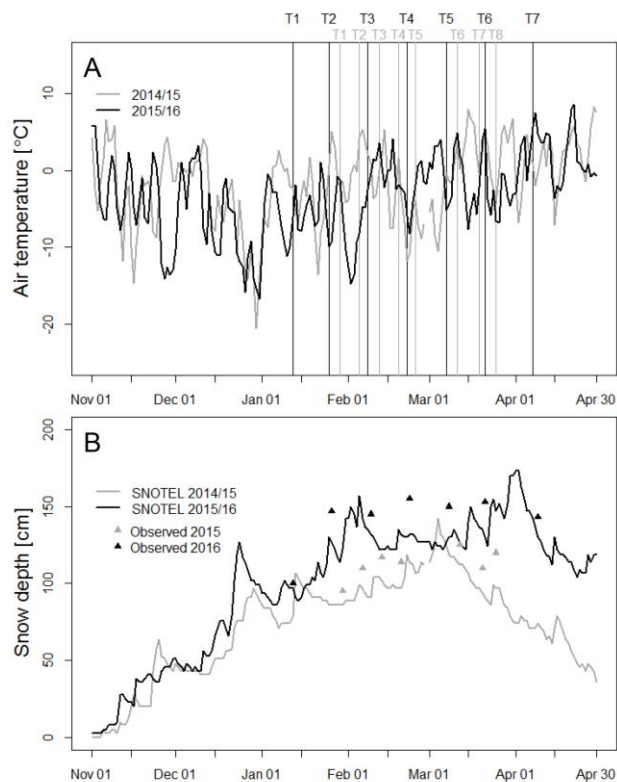 T1 T2 T3 T4 T5 T6 T7
T1 T2 T3 T4 T5 T6 T7 T8
A
2014/15
2015/16
Air temperature [°C]
10
0
-10
-20
Nov 01 Dec 01 Jan 01 Feb 01 Mar 01 Apr 01 Apr 30
B
SNOTEL 2014/15
SNOTEL 2015/16
Observed 2015
Observed 2016
Snow depth [cm]
200
150
100
50
0
Nov 01 Dec 01 Jan 01 Feb 01 Mar 01 Apr 01 Apr 30